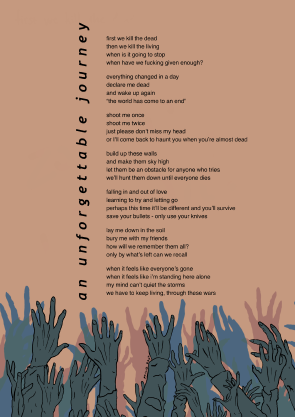 an unforgettable journey
first we kill the dead
then we kill the living
when is it going to stop
when have we fucking given enough?
everything changed in a day
declare me dead
and wake up again
"the world has come to an end"
shoot me once
shoot me twice
just please don't miss my head
or I'll come back to haunt you when you're almost dead
build up these walls
and make them sky high
let them be an obstacle for anyone who tries
we'll hunt them down until everyone dies
falling in and out of love
learning to try and letting go
perhaps this time it'll be different and you'll survive
save your bullets - only use your knives
lay me down in the soil
bury me with my friends
how will we remember them all?
only by what's left can we recall
when it feels like everyone's gone
when it feels like i'm standing here alone
my mind can't quiet the storms
we have to keep living, through these wars